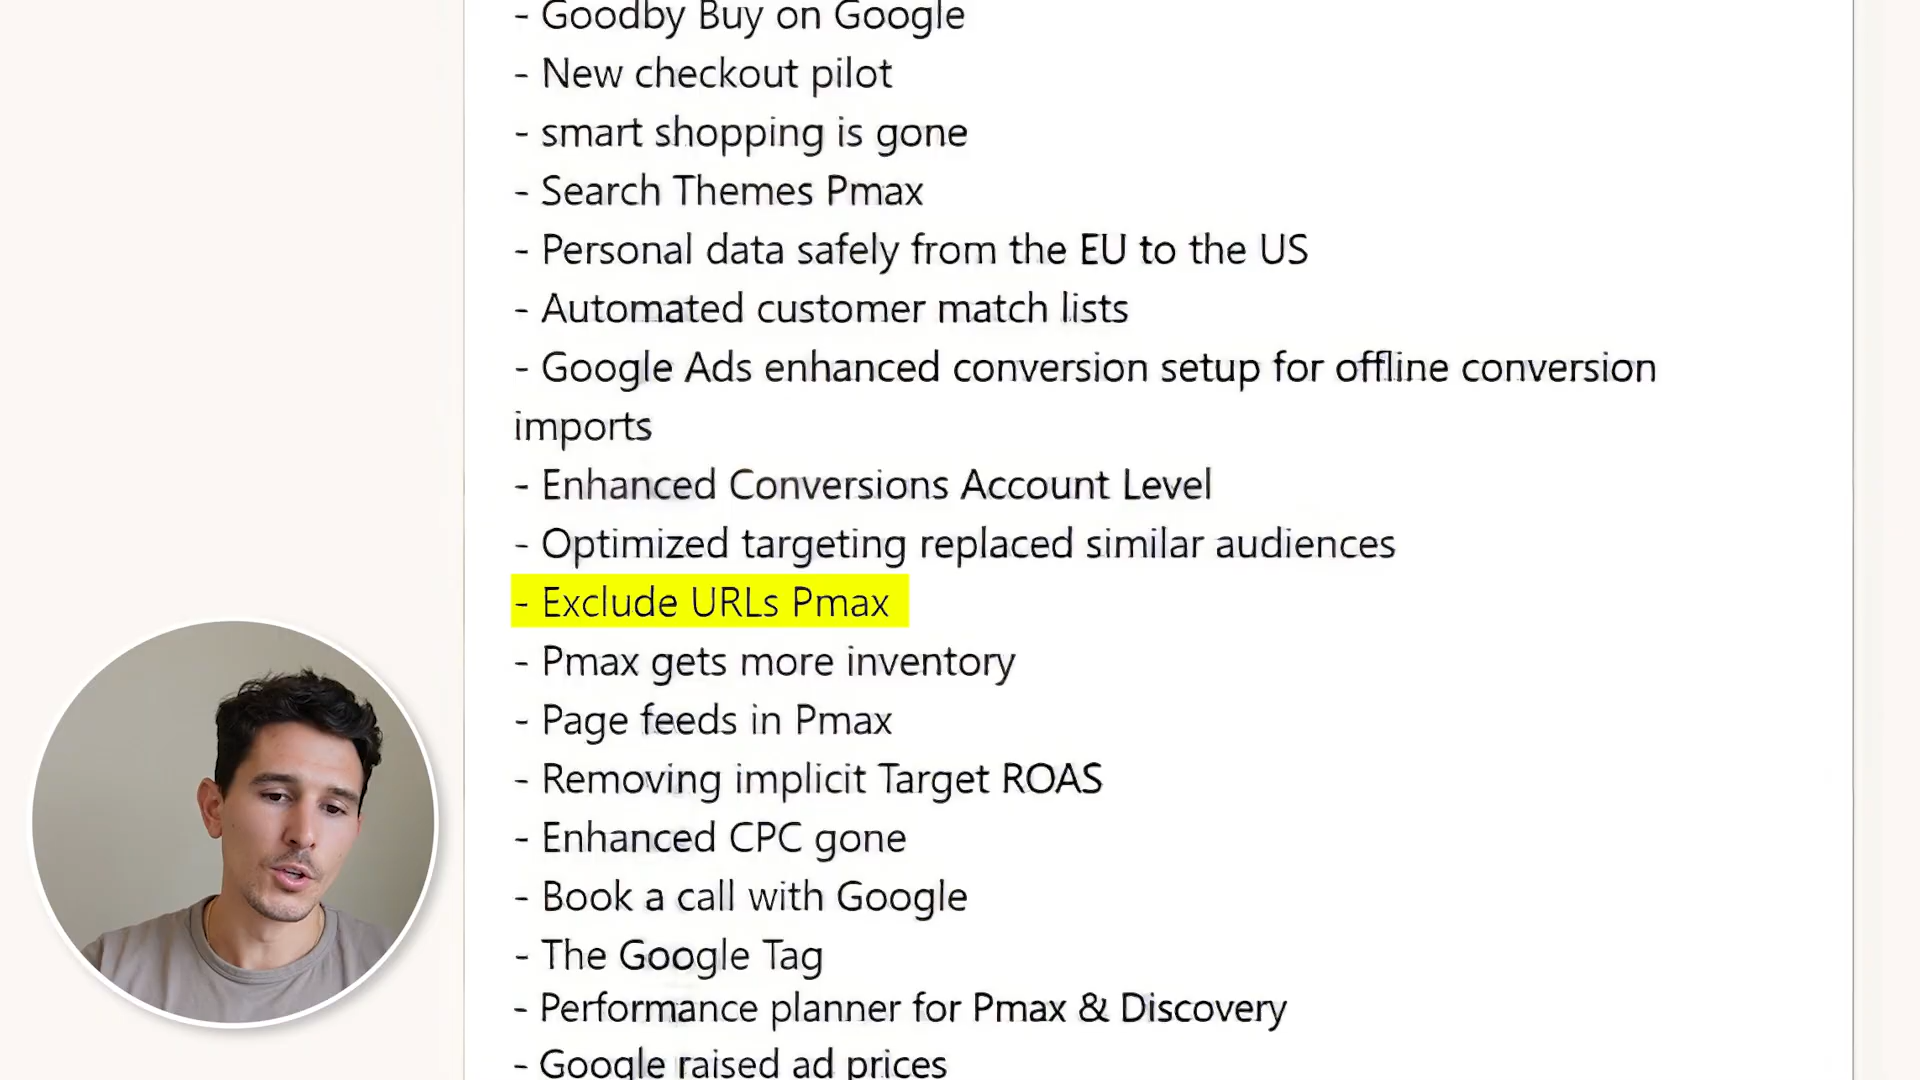 - Goodby Buy on Google
- New checkout pilot
- smart shopping is gone
- Search Themes Pmax
- Personal data safely from the EU to the US
- Automated customer match lists
- Google Ads enhanced conversion setup for offline conversion
imports
- Enhanced Conversions Account Level
- Optimized targeting replaced similar audiences
- Exclude URLs Pmax
- Pmax gets more inventory
- Page feeds in Pmax
- Removing implicit Target ROAS
- Enhanced CPC gone
- Book a call with Google
- The Google Tag
- Performance planner for Pmax & Discovery
- Google raised ad prices